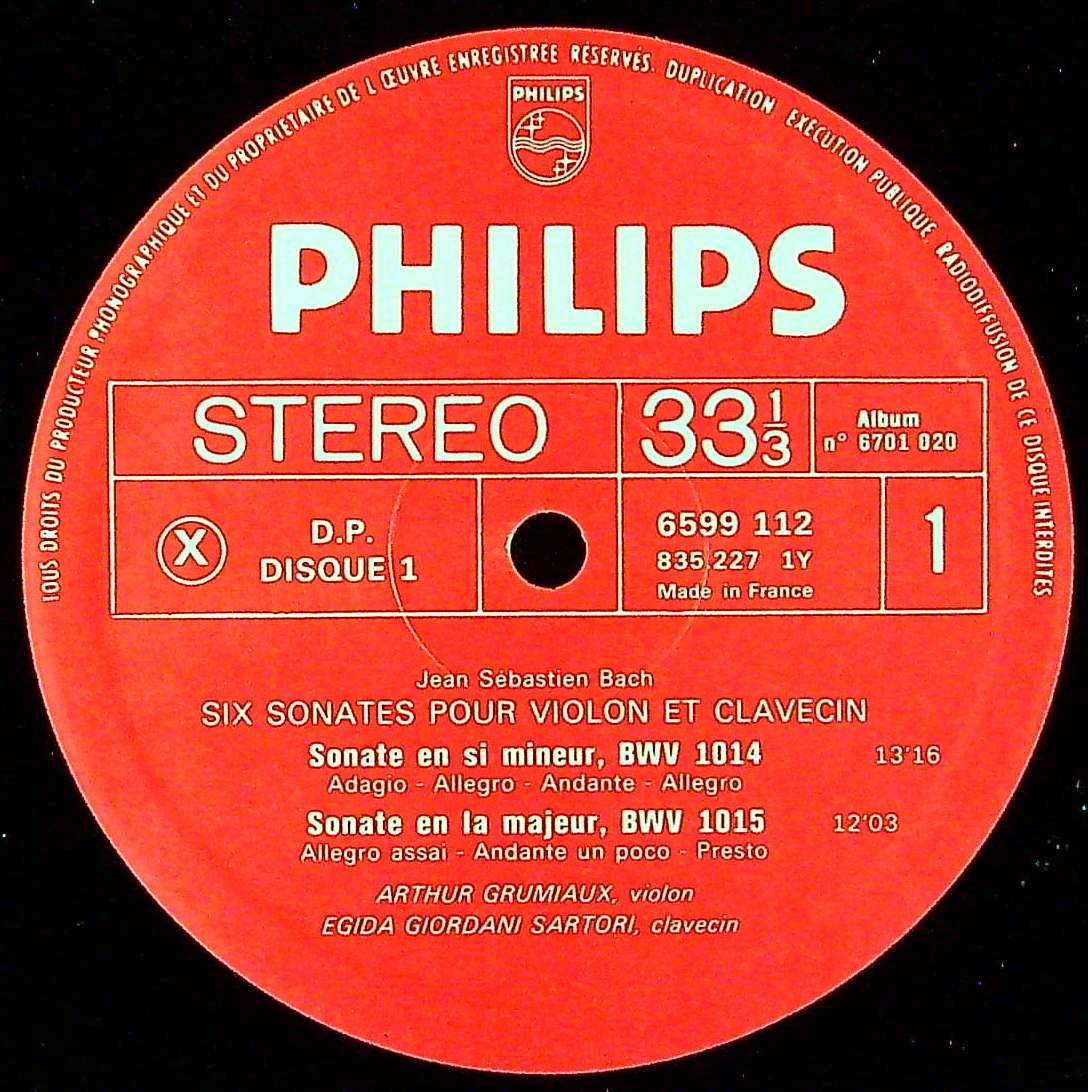 TOUS DROITS DU PRODUCTEUR PHONOGRAPHIQUE ET DU PROPRIETAIRE DE L ŒUVRE ENREGISTREE RÉSERVÉS. DUPLICATION EXECUTION PUBLIQUE, RADIODIFFUSION DE CE DISQUE INTERDITES
PHILIPS
PHILIPS
STEREO
33 1/3
Album
n° 6701 020
X
D.P.
DISQUE 1
6599 112
835.227 1Y
Made in France
1
Jean Sébastien Bach
SIX SONATES POUR VIOLON ET CLAVECIN
Sonate en si mineur, BWV 1014 13'16
Adagio - Allegro - Andante - Allegro
Sonate en la majeur, BWV 1015 12'03
Allegro assai - Andante un poco - Presto
ARTHUR GRUMIAUX, violon
EGIDA GIORDANI SARTORI, clavecin